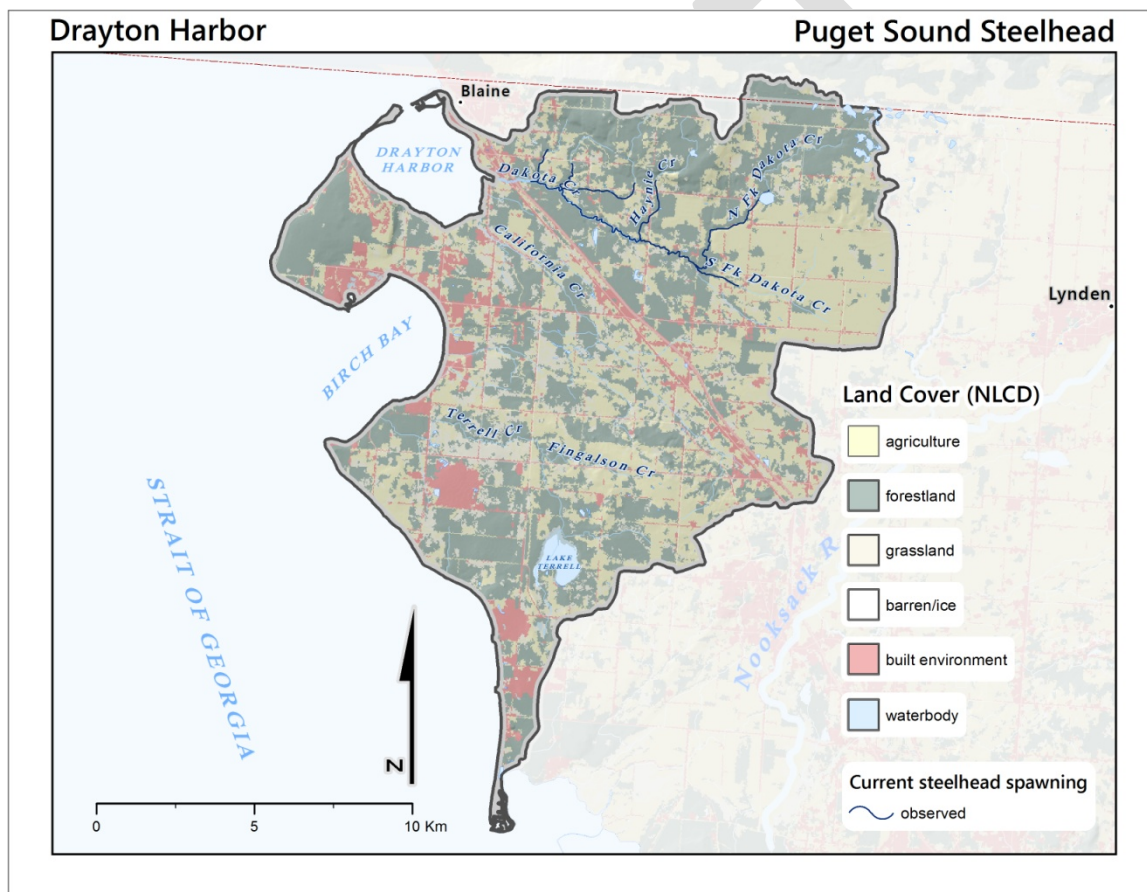 Drayton Harbor
Puget Sound Steelhead
Blaine
DRAYTON
HARBOR
Dakota Cr
Haynie Cr
N Fk Dakota Cr
California Cr
S Fk Dakota Cr
Lynden
BIRCH BAY
Terrell Cr
Fingalson Cr
STRAIT OF GEORGIA
LAKE
TERRELL
Nooksack R
Land Cover (NLCD)
agriculture
forestland
grassland
barren/ice
built environment
waterbody
Current steelhead spawning
observed
N
0 5 10 Km